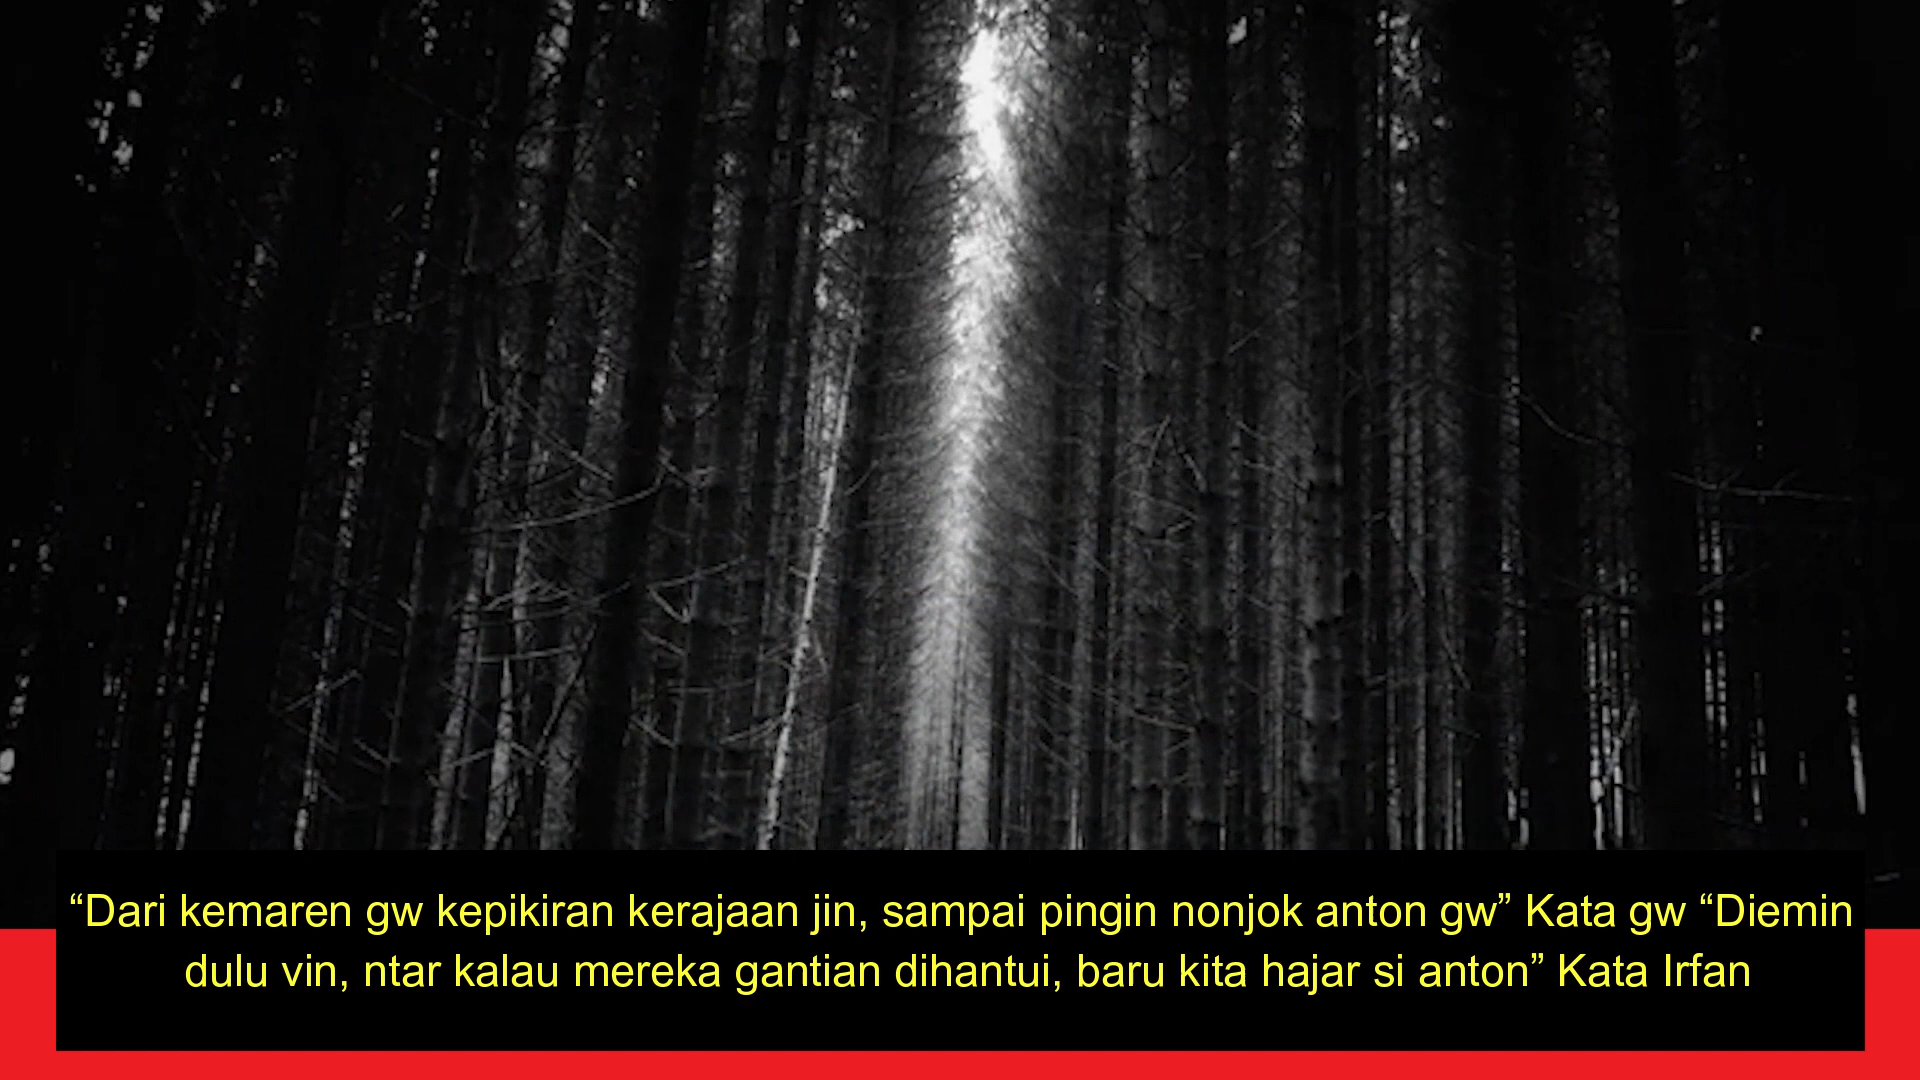 “Dari kemaren gw kepikiran kerajaan jin, sampai pingin nonjok anton gw” Kata gw “Diemin
dulu vin, ntar kalau mereka gantian dihantui, baru kita hajar si anton” Kata Irfan